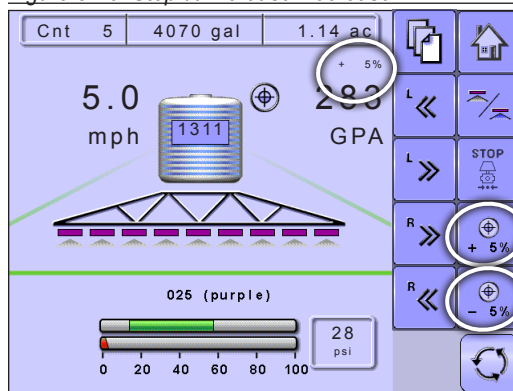 Cnt 5 4070 gal 1.14 ac
+ 5%
5.0 283
mph GPA
1311
025 (purple)
28
psi
0 20 40 60 80 100
L
L
STOP
R
+ 5%
R
- 5%